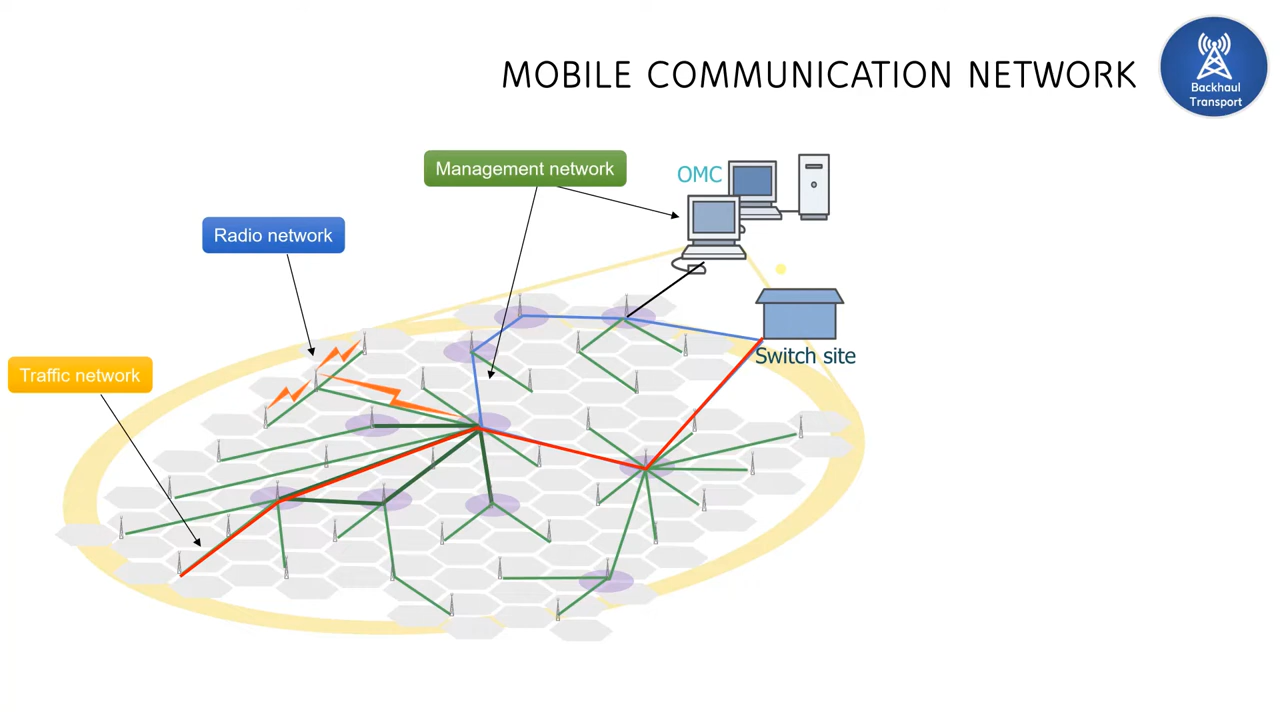 MOBILE COMMUNICATION NETWORK
Backhaul
Transport
Management network
OMC
Radio network
Switch site
Traffic network